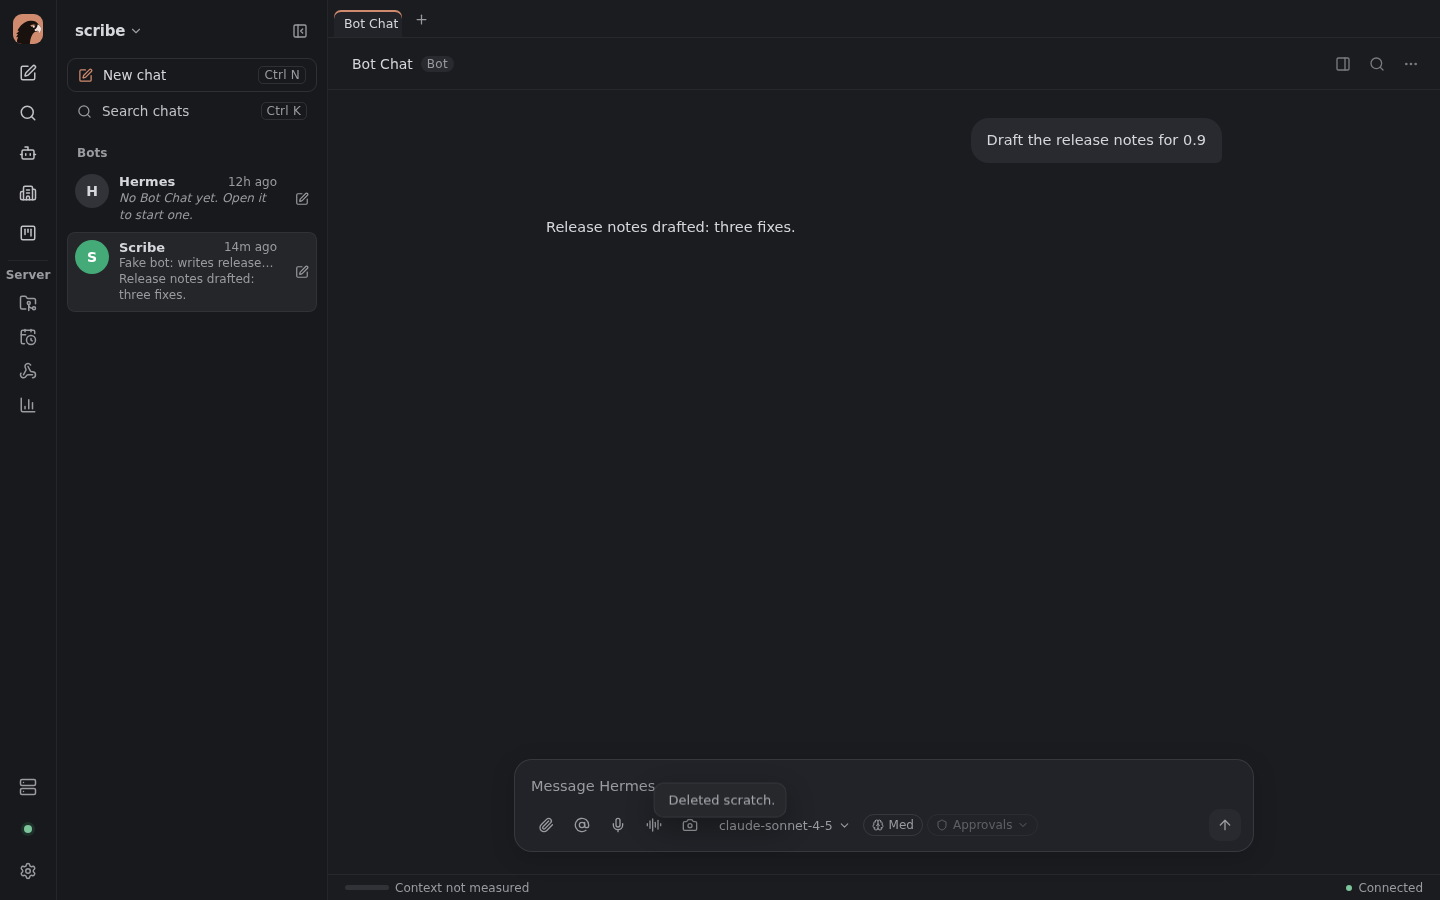 scribe
New chat
Ctrl N
Search chats
Ctrl K
Bots
H
Hermes
12h ago
No Bot Chat yet. Open it
to start one.
S
Scribe
14m ago
Fake bot: writes release…
Release notes drafted:
three fixes.
Server
Bot Chat
Bot Chat
Bot
Draft the release notes for 0.9
Release notes drafted: three fixes.
Message Hermes
Deleted scratch.
claude-sonnet-4-5
Med
Approvals
Context not measured
Connected